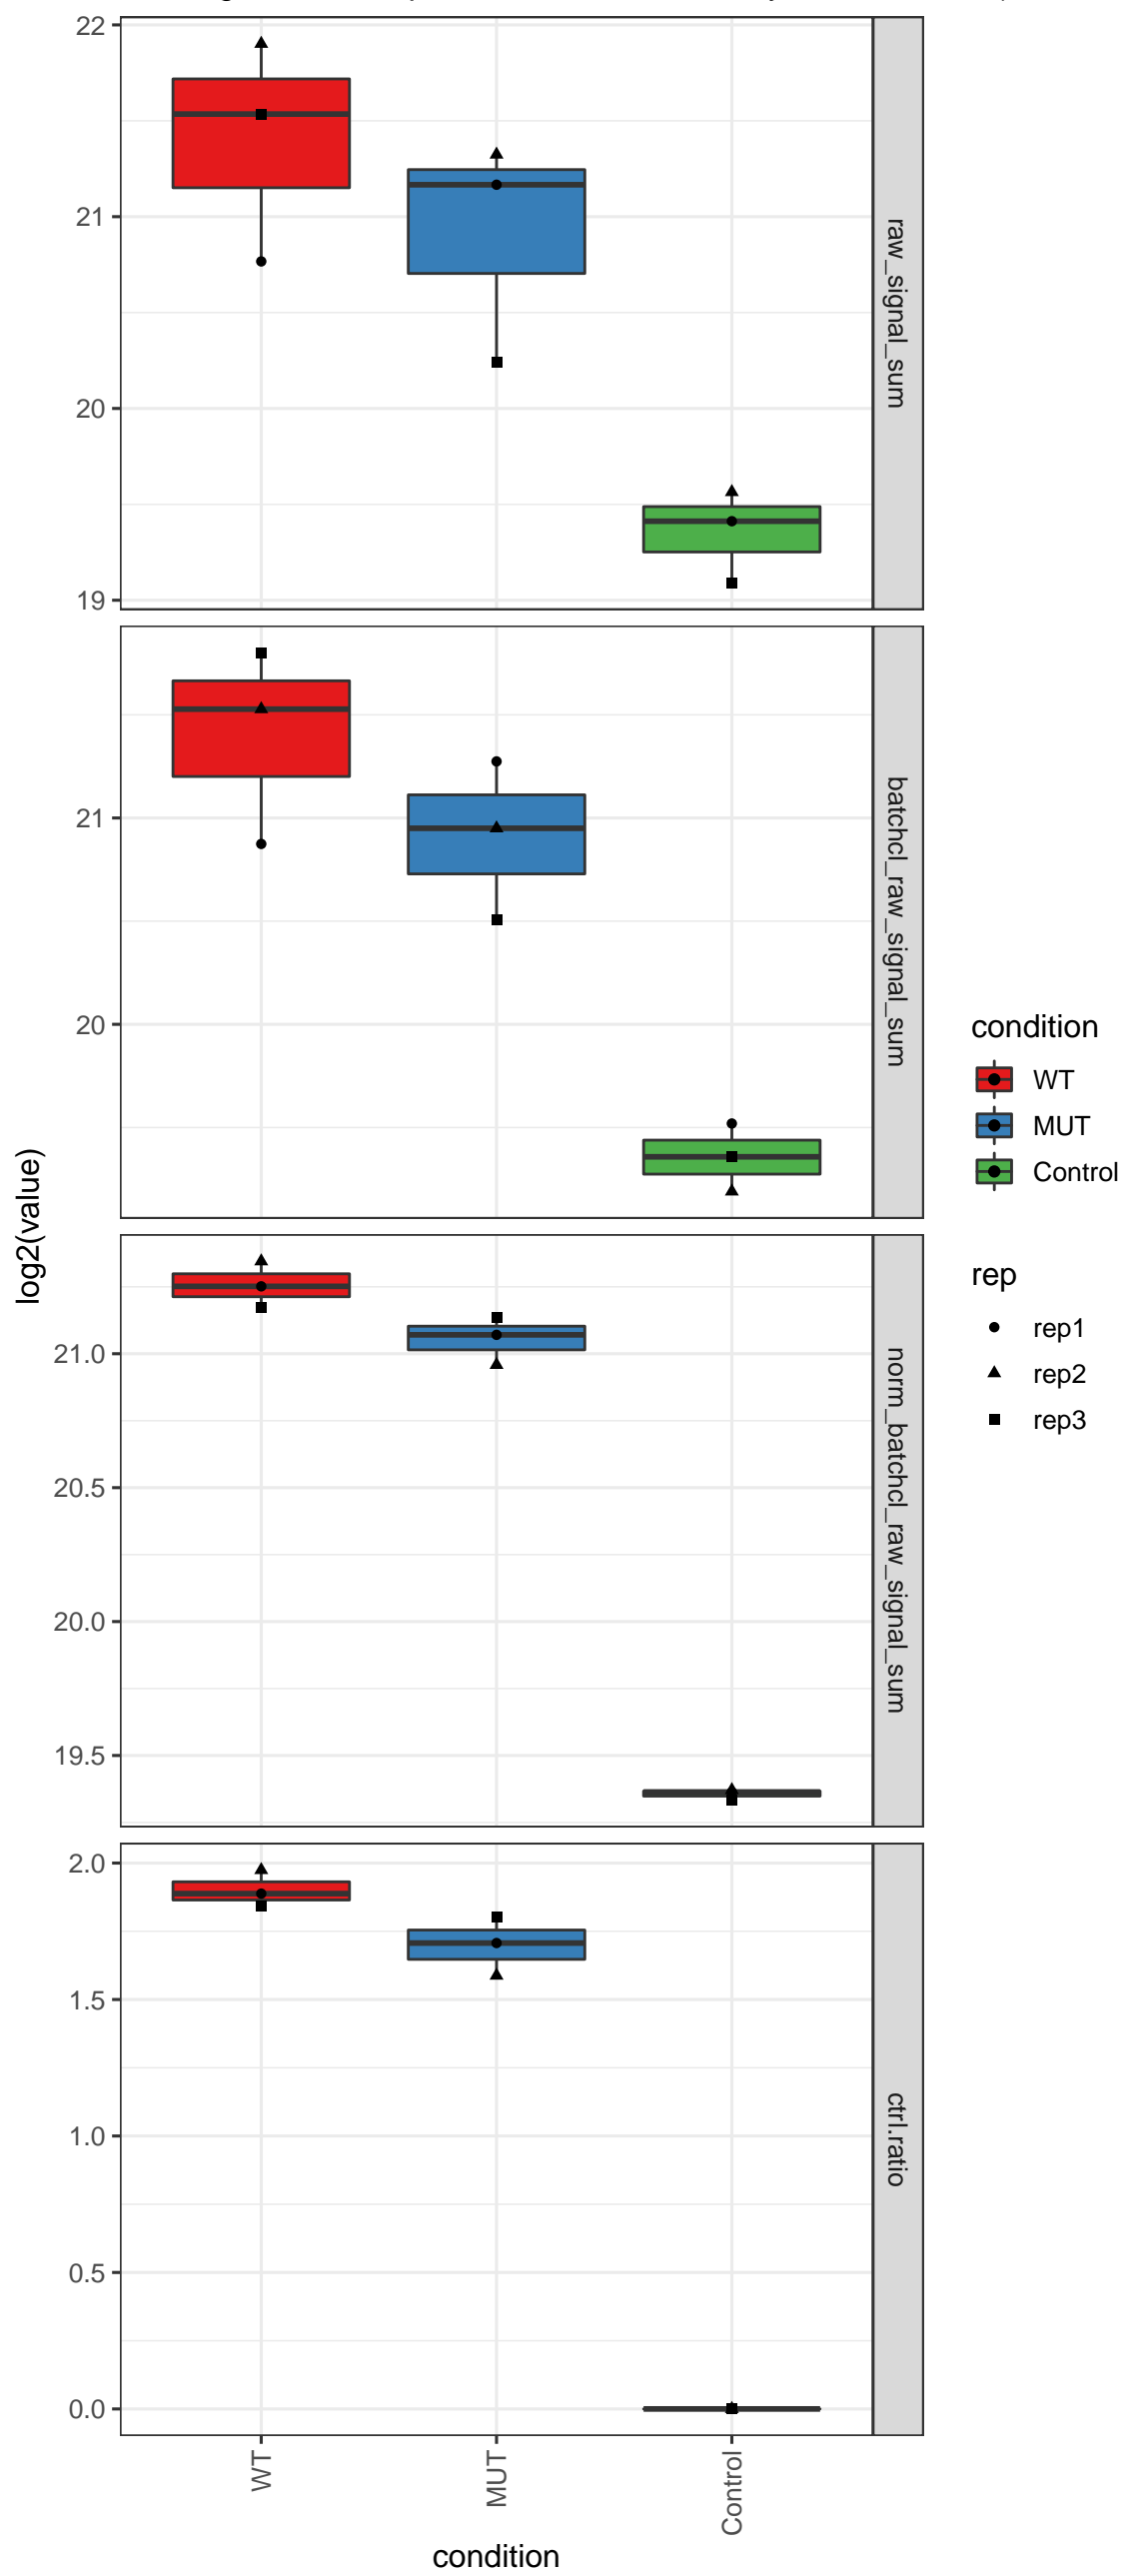 22
21
20
19
raw_signal_sum
21
20
batchcl_raw_signal_sum
21.0
20.5
20.0
19.5
norm_batchcl_raw_signal_sum
2.0
1.5
1.0
0.5
0.0
ctrl.ratio
log2(value)
WT
MUT
Control
condition
condition
WT
MUT
Control
rep
rep1
rep2
rep3